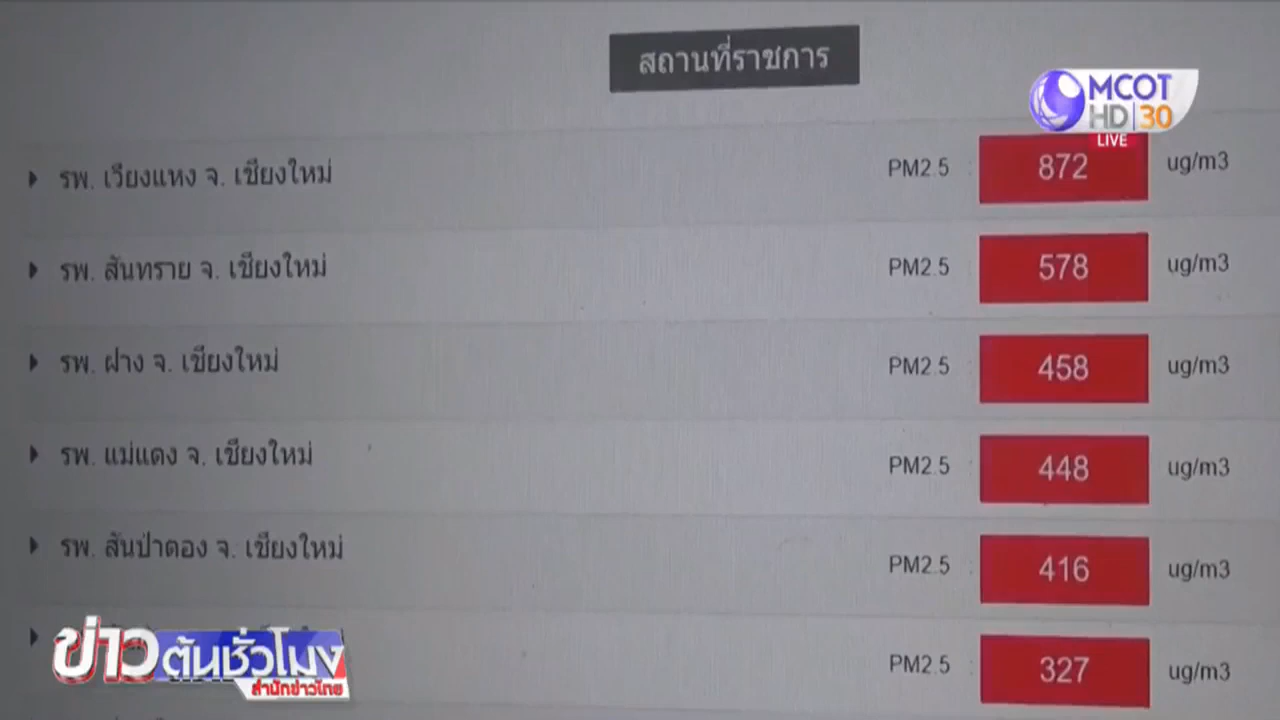 สถานที่ราชการ
MCOT
HD 30
LIVE
รพ. เวียงแหง จ. เชียงใหม่ PM2.5 : 872 ug/m3
รพ. สันทราย จ. เชียงใหม่ PM2.5 : 578 ug/m3
รพ. ฝาง จ. เชียงใหม่ PM2.5 : 458 ug/m3
รพ. แม่แตง จ. เชียงใหม่ PM2.5 : 448 ug/m3
รพ. สันป่าตอง จ. เชียงใหม่ PM2.5 : 416 ug/m3
PM2.5 : 327 ug/m3
ข่าวต้นชั่วโมง
สำนักข่าวไทย